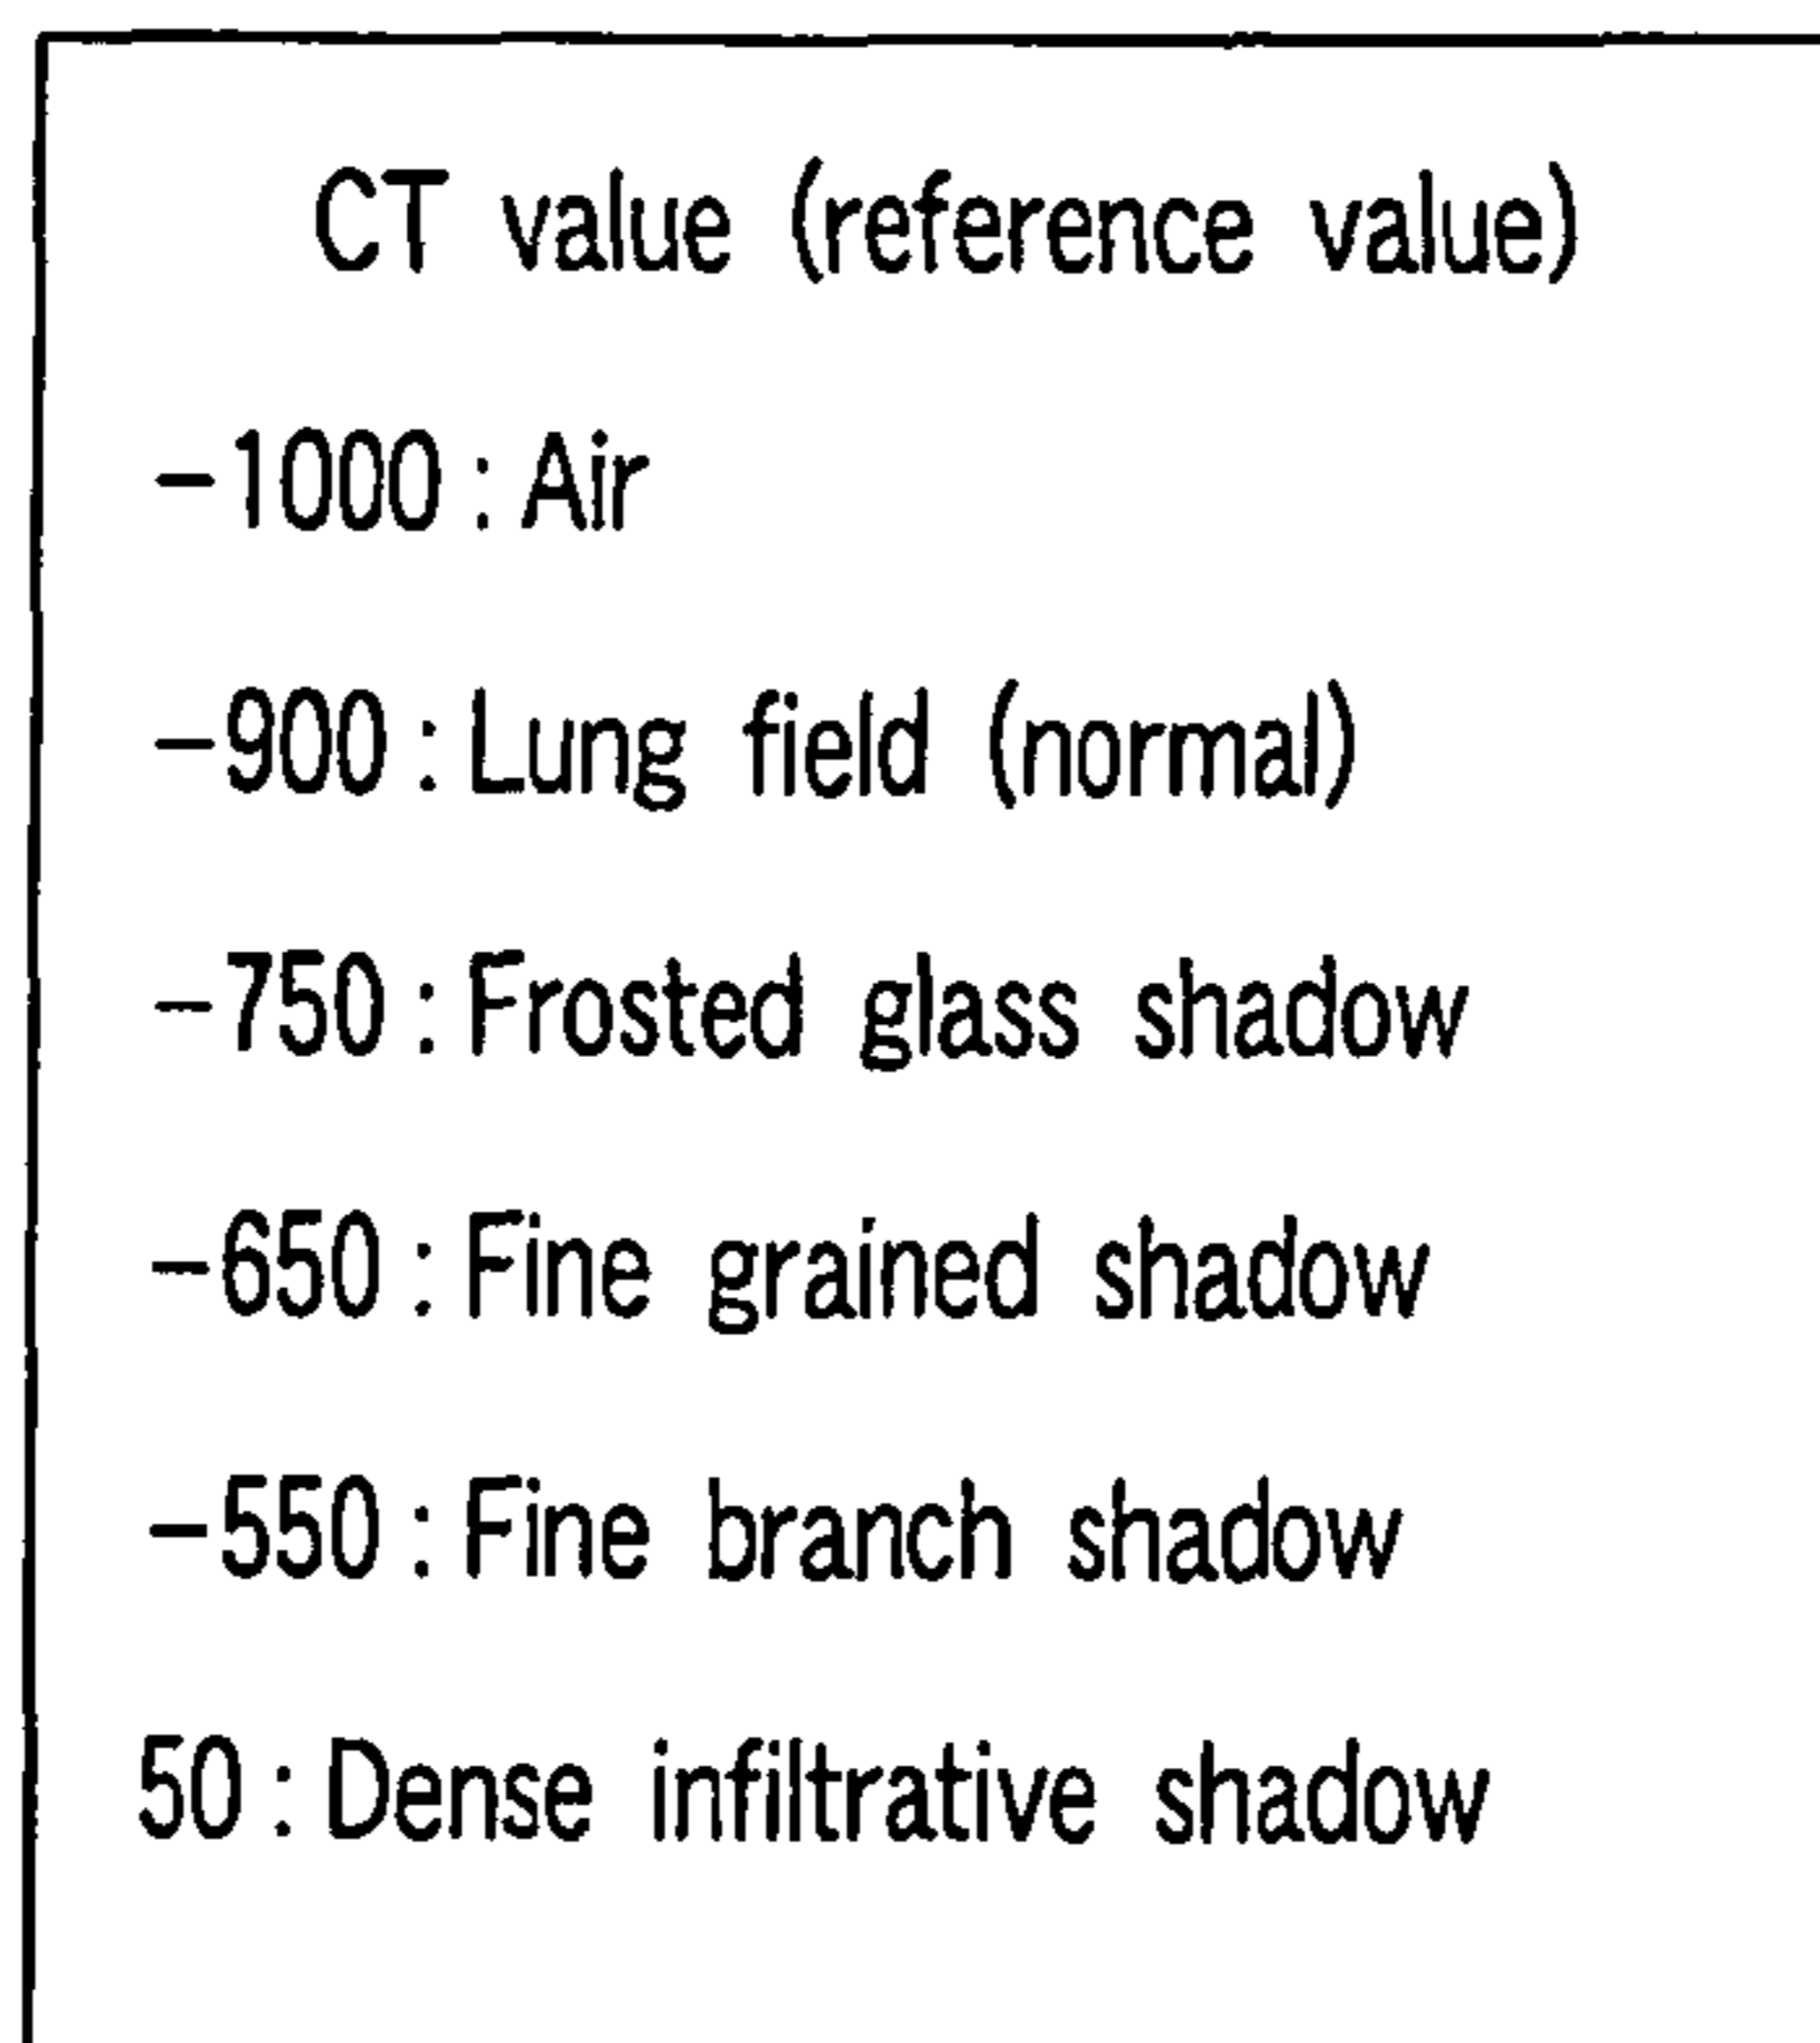 CT value (reference value)
-1000 : Air
-900 : Lung field (normal)
-750 : Frosted glass shadow
-650 : Fine grained shadow
-550 : Fine branch shadow
50 : Dense infiltrative shadow